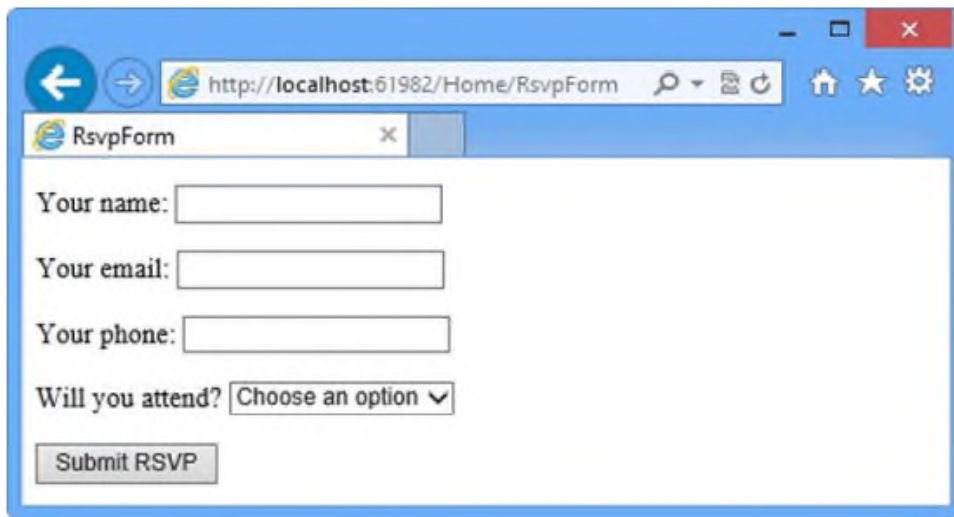 http://localhost:61982/Home/RsvpForm
RsvpForm
Your name:
Your email:
Your phone:
Will you attend? Choose an option
Submit RSVP